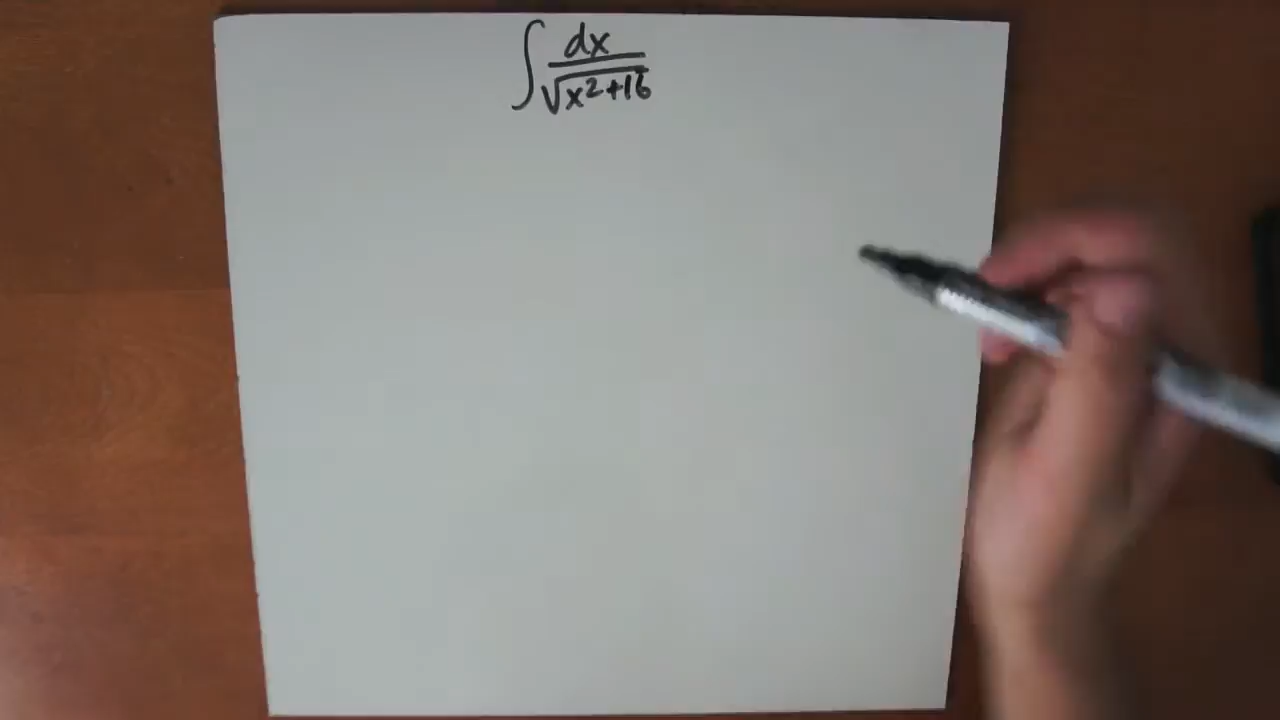 ∫ dx / √(x²+16)